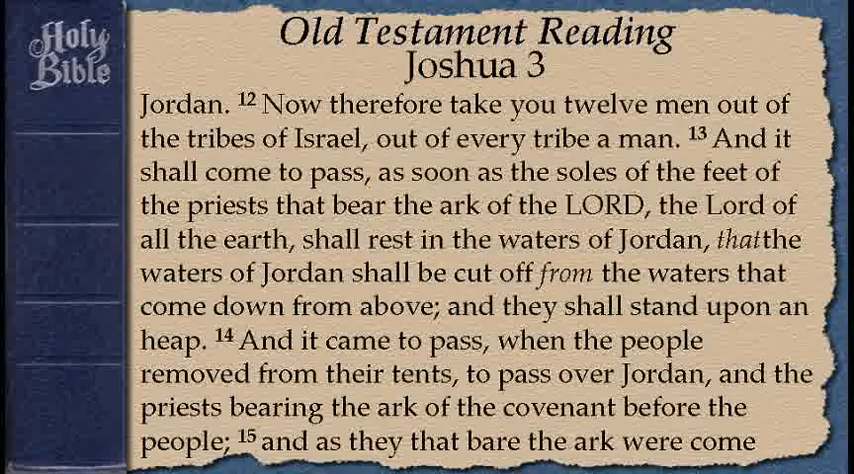 Holy
Bible
Old Testament Reading
Joshua 3
Jordan. 12 Now therefore take you twelve men out of
the tribes of Israel, out of every tribe a man. 13 And it
shall come to pass, as soon as the soles of the feet of
the priests that bear the ark of the LORD, the Lord of
all the earth, shall rest in the waters of Jordan, thatthe
waters of Jordan shall be cut off from the waters that
come down from above; and they shall stand upon an
heap. 14 And it came to pass, when the people
removed from their tents, to pass over Jordan, and the
priests bearing the ark of the covenant before the
people; 15 and as they that bare the ark were come